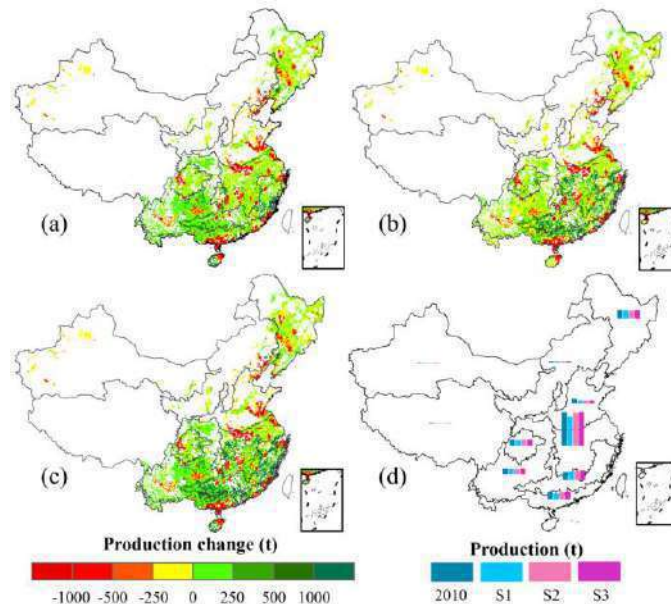 (a)
(b)
(c)
(d)
Production change (t)
-1000 -500 -250 0 250 500 1000
Production (t)
2010 S1 S2 S3